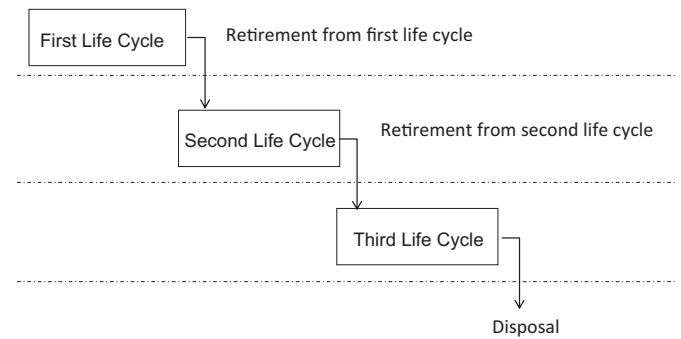 First Life Cycle
Retirement from first life cycle
Second Life Cycle
Retirement from second life cycle
Third Life Cycle
Disposal